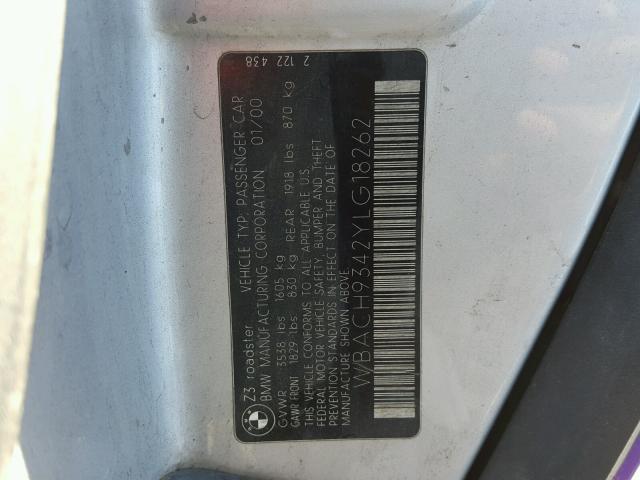 2 122 438
Z3 roadster VEHICLE TYP: PASSENGER CAR
BMW MANUFACTURING CORPORATION 01/00
GVWR 3538 lbs 1605 kg
GAWR FRONT 1829 lbs 830 kg REAR 1918 lbs 870 kg
THIS VEHICLE CONFORMS TO ALL APPLICABLE U.S.
FEDERAL MOTOR VEHICLE SAFETY, BUMPER AND THEFT
PREVENTION STANDARDS IN EFFECT ON DATE OF
MANUFACTURE SHOWN ABOVE
WBACH9342YLG18262